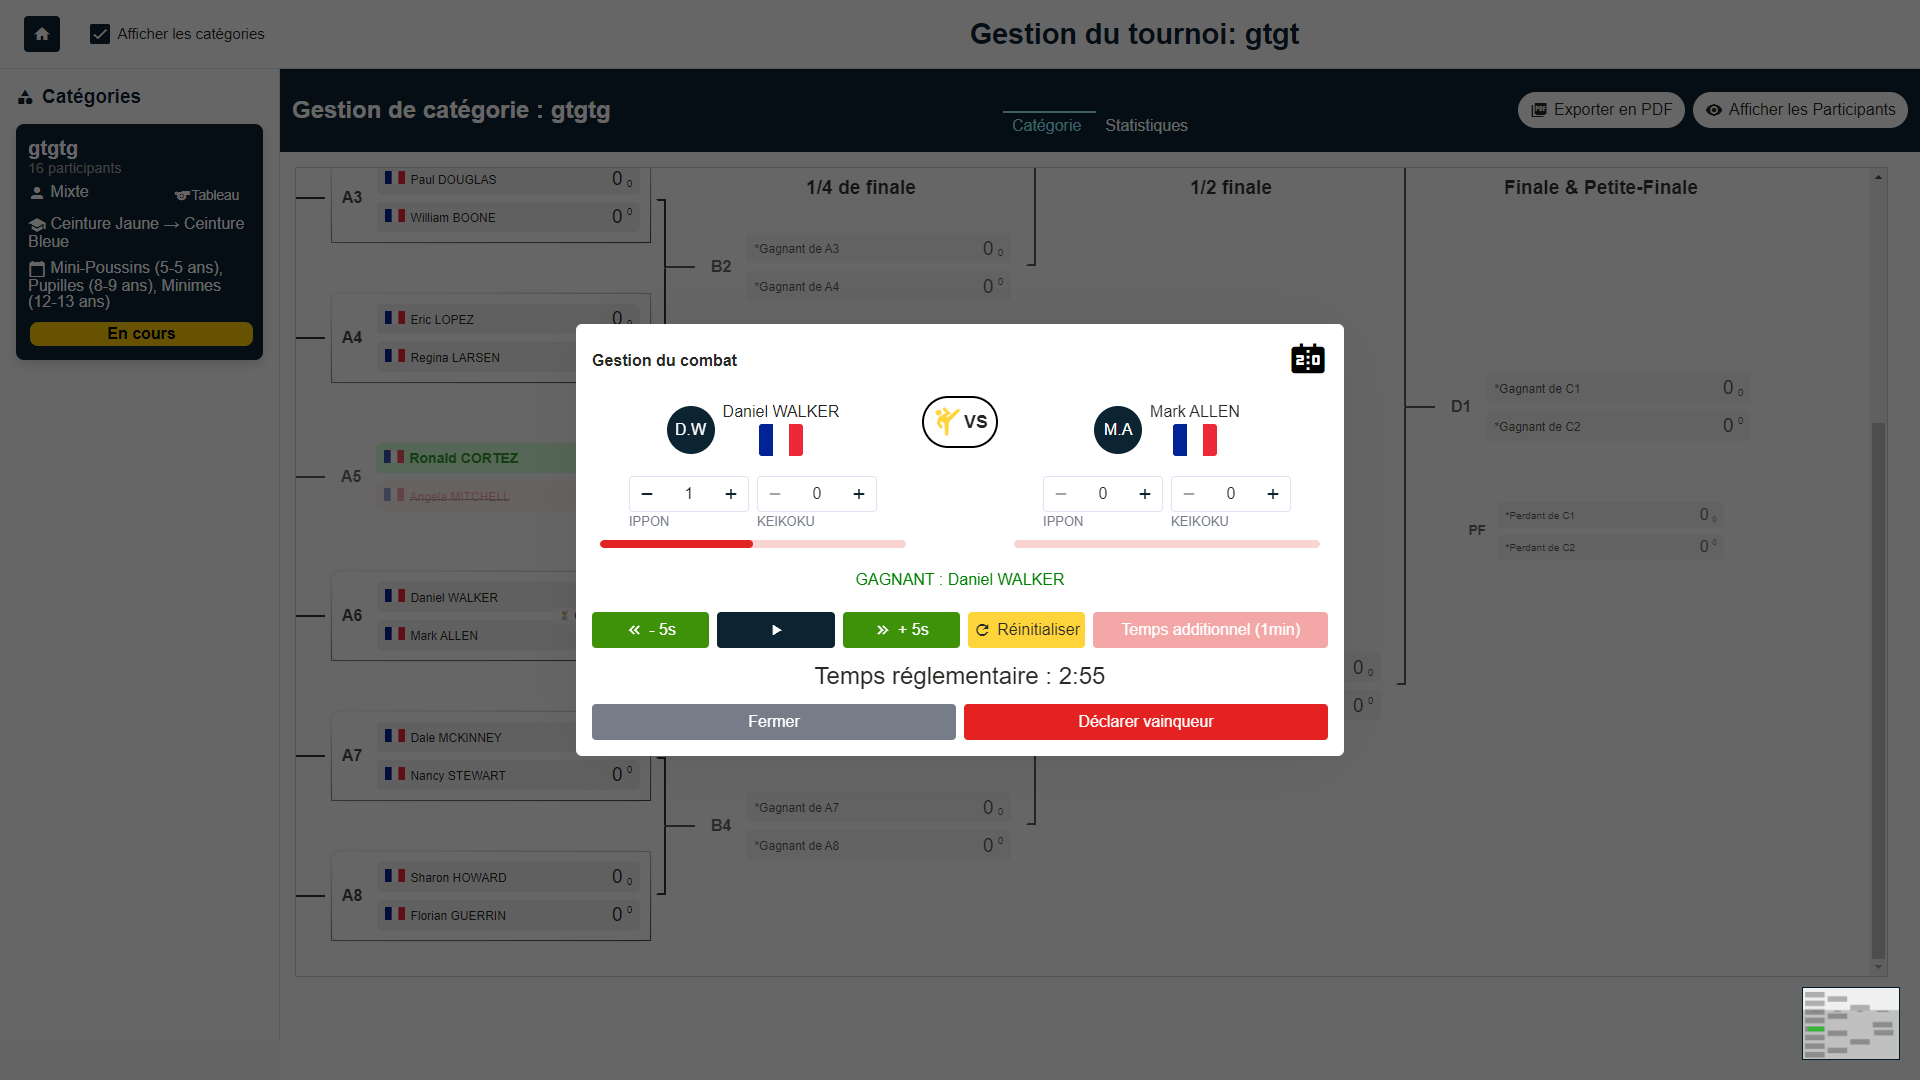 Afficher les catégories
Gestion du tournoi: gtgt
Catégories
gtgtg
16 participants
Mixte
Tableau
Ceinture Jaune → Ceinture
Bleue
Mini-Poussins (5-5 ans),
Pupilles (8-9 ans), Minimes
(12-13 ans)
En cours
Gestion de catégorie : gtgtg
Catégorie
Statistiques
PDF
Exporter en PDF
Afficher les Participants
1/4 de finale
1/2 finale
Finale & Petite-Finale
A3
Paul DOUGLAS 0 0
William BOONE 0 0
A4
Eric LOPEZ 0 0
Regina LARSEN
A5
Ronald CORTEZ
Angela MITCHELL
A6
Daniel WALKER
Mark ALLEN
A7
Dale MCKINNEY
Nancy STEWART 0 0
A8
Sharon HOWARD 0 0
Florian GUERRIN 0 0
B2
*Gagnant de A3 0 0
*Gagnant de A4 0 0
B4
*Gagnant de A7 0 0
*Gagnant de A8 0 0
0 0
0 0
D1
*Gagnant de C1 0 0
*Gagnant de C2 0 0
PF
*Perdant de C1 0 0
*Perdant de C2 0 0
Gestion du combat
2:0
D.W
Daniel WALKER
VS
M.A
Mark ALLEN
− 1 +
− 0 +
− 0 +
− 0 +
IPPON
KEIKOKU
IPPON
KEIKOKU
GAGNANT : Daniel WALKER
- 5s
+ 5s
Réinitialiser
Temps additionnel (1min)
Temps réglementaire : 2:55
Fermer
Déclarer vainqueur